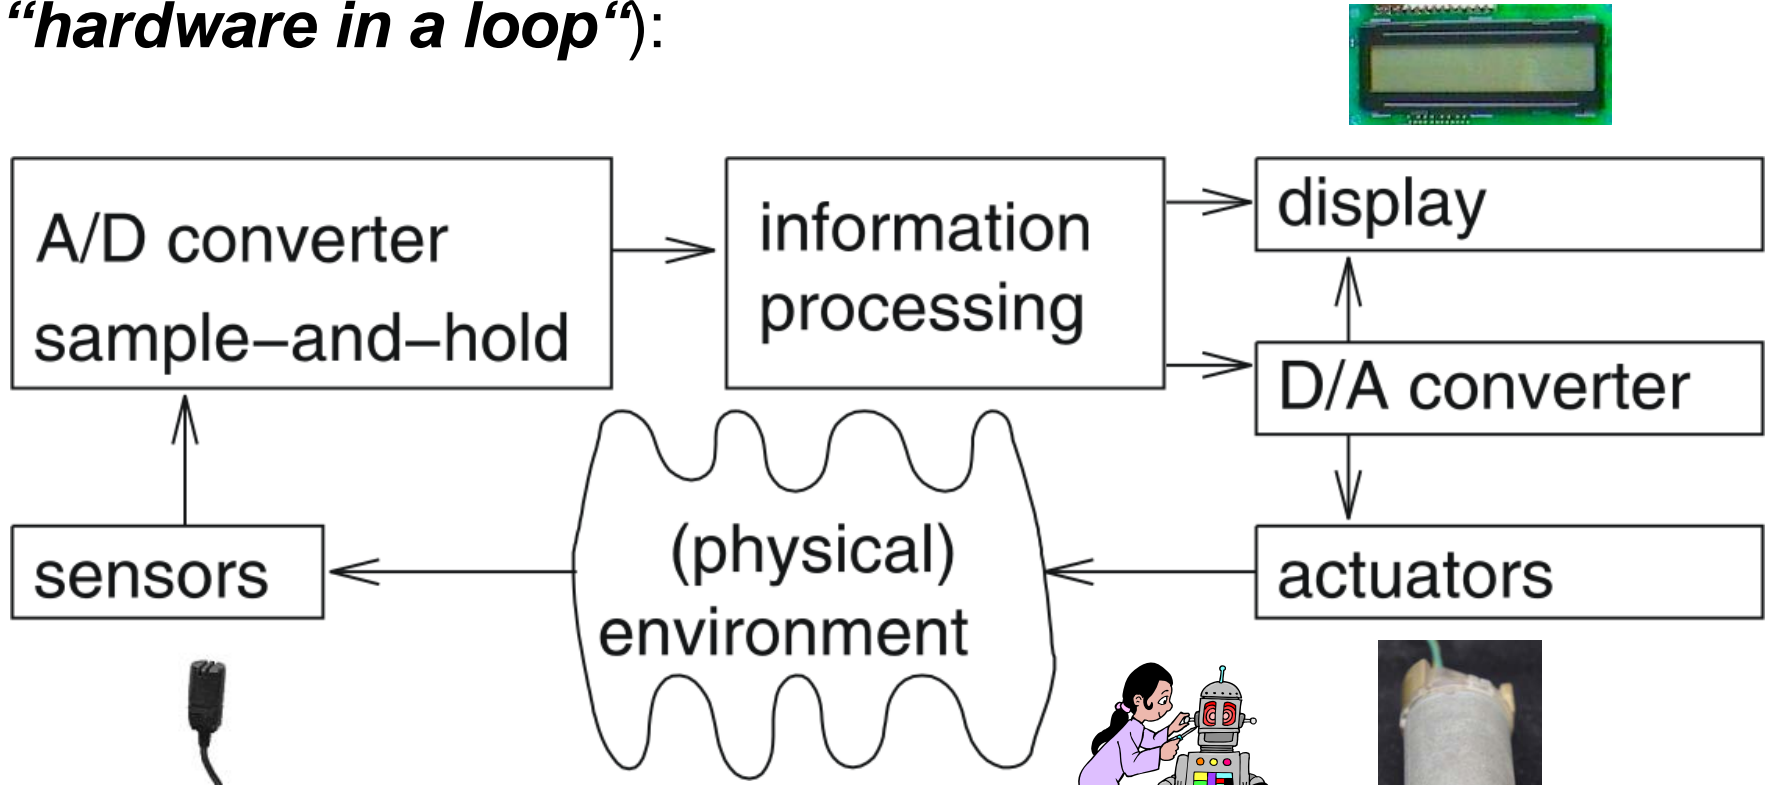 “hardware in a loop“):
A/D converter
sample–and–hold
information
processing
display
D/A converter
sensors
(physical)
environment
actuators